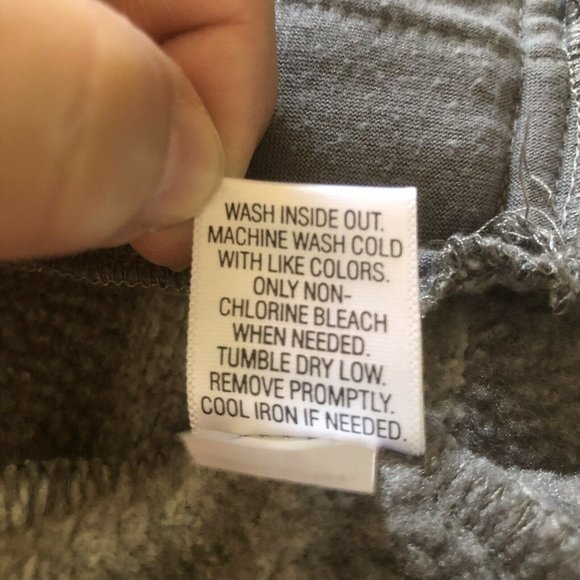 WASH INSIDE OUT.
MACHINE WASH COLD
WITH LIKE COLORS.
ONLY NON-
CHLORINE BLEACH
WHEN NEEDED.
TUMBLE DRY LOW.
REMOVE PROMPTLY.
COOL IRON IF NEEDED.